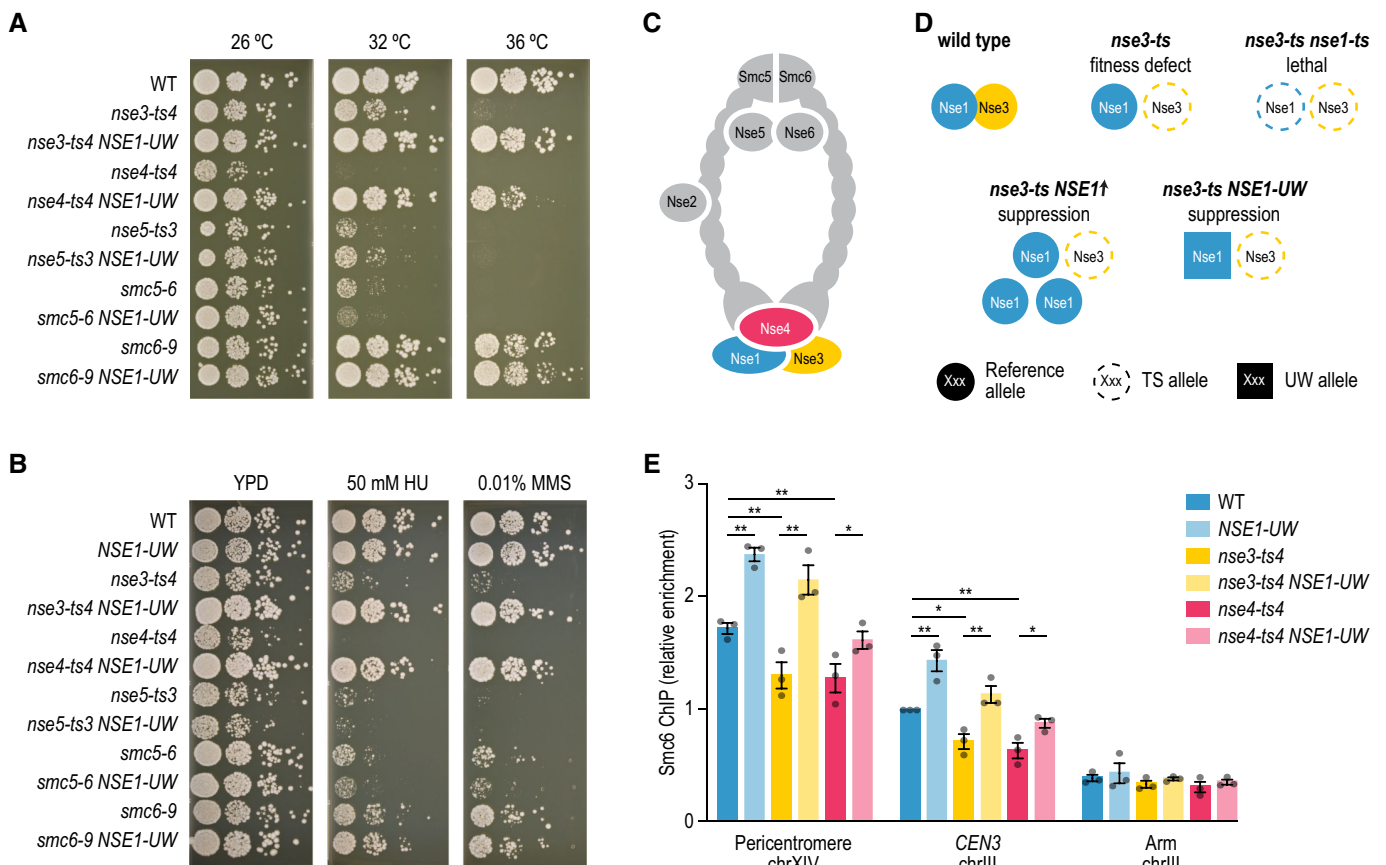 A
26 ºC 32 ºC 36 ºC
WT
nse3-ts4
nse3-ts4 NSE1-UW
nse4-ts4
nse4-ts4 NSE1-UW
nse5-ts3
nse5-ts3 NSE1-UW
smc5-6
smc5-6 NSE1-UW
smc6-9
smc6-9 NSE1-UW
B
YPD 50 mM HU 0.01% MMS
WT
NSE1-UW
nse3-ts4
nse3-ts4 NSE1-UW
nse4-ts4
nse4-ts4 NSE1-UW
nse5-ts3
nse5-ts3 NSE1-UW
smc5-6
smc5-6 NSE1-UW
smc6-9
smc6-9 NSE1-UW
C
Smc5 Smc6
Nse5 Nse6
Nse2
Nse4
Nse1 Nse3
D
wild type
Nse1 Nse3
nse3-ts
fitness defect
Nse1 Nse3
nse3-ts nse1-ts
lethal
Nse1 Nse3
nse3-ts NSE1↑
suppression
Nse1 Nse3
Nse1 Nse1
nse3-ts NSE1-UW
suppression
Nse1 Nse3
Xxx Reference
allele
Xxx TS allele
Xxx UW allele
E
Smc6 ChIP (relative enrichment)
3
2
1
0
**
**
** ** *
**
*
** ** *
WT
NSE1-UW
nse3-ts4
nse3-ts4 NSE1-UW
nse4-ts4
nse4-ts4 NSE1-UW
Pericentromere
chrXIV
CEN3
chrIII
Arm
chrIII